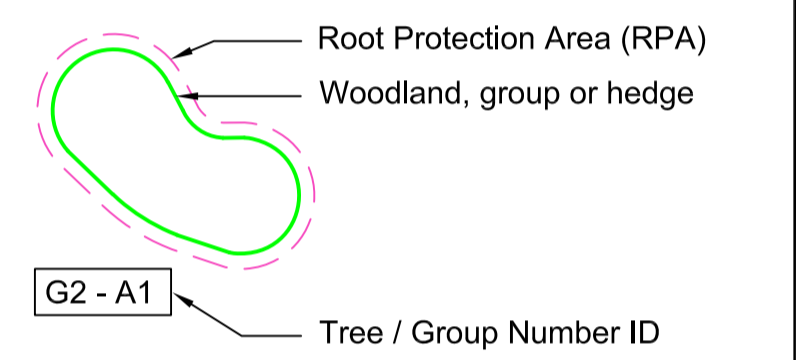 Root Protection Area (RPA)
Woodland, group or hedge
G2 - A1
Tree / Group Number ID